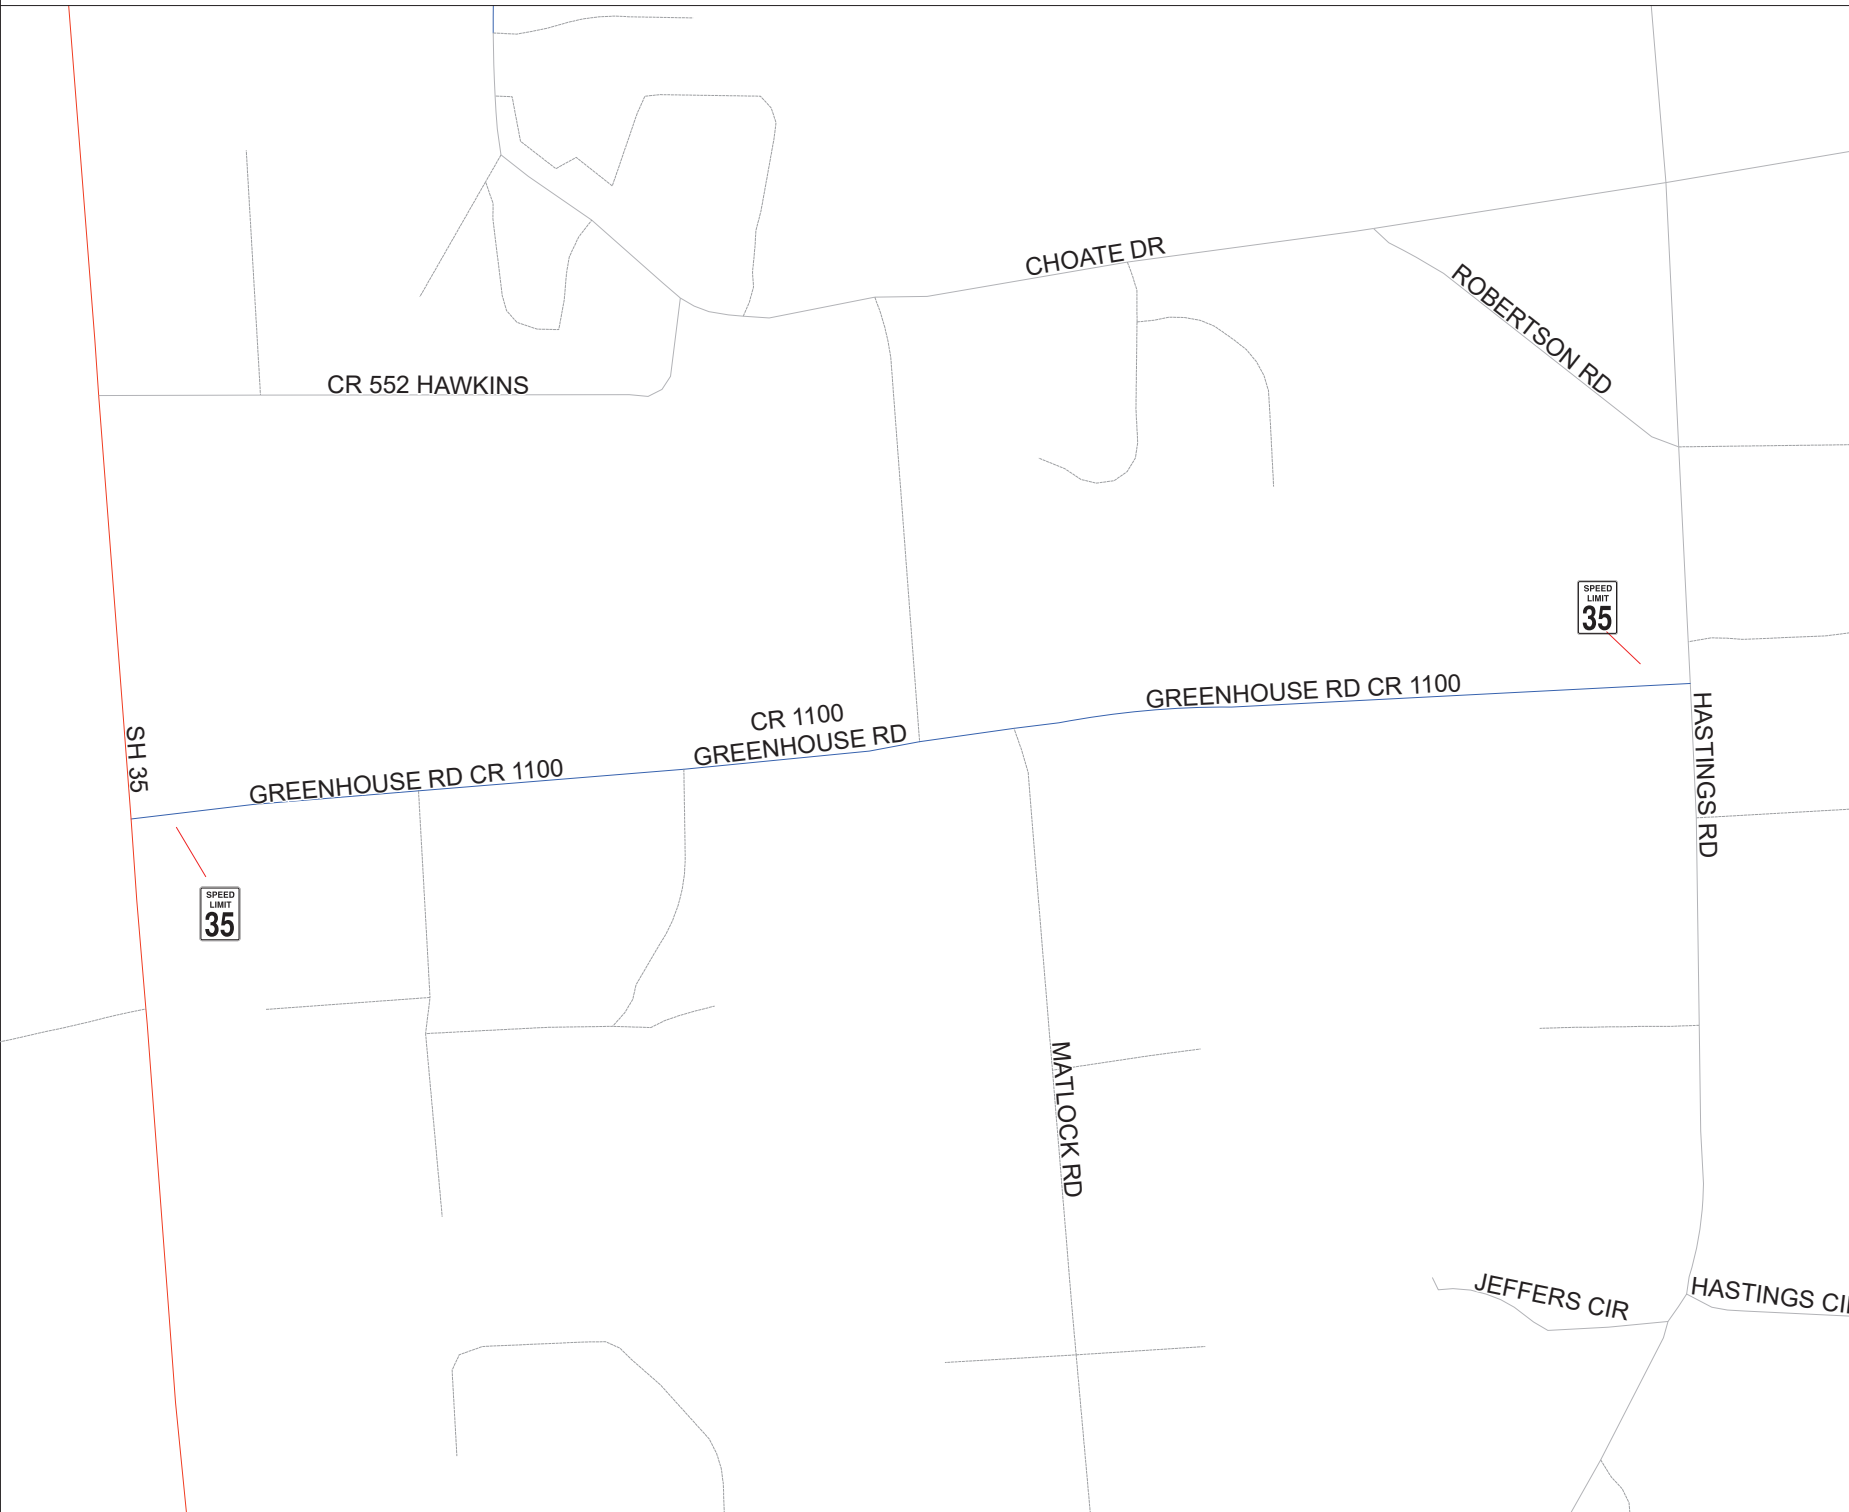 CHOATE DR
ROBERTSON RD
CR 552 HAWKINS
SPEED
LIMIT
35
GREENHOUSE RD CR 1100
CR 1100
GREENHOUSE RD
GREENHOUSE RD CR 1100
SH 35
HASTINGS RD
SPEED
LIMIT
35
MATLOCK RD
JEFFERS CIR
HASTINGS CI